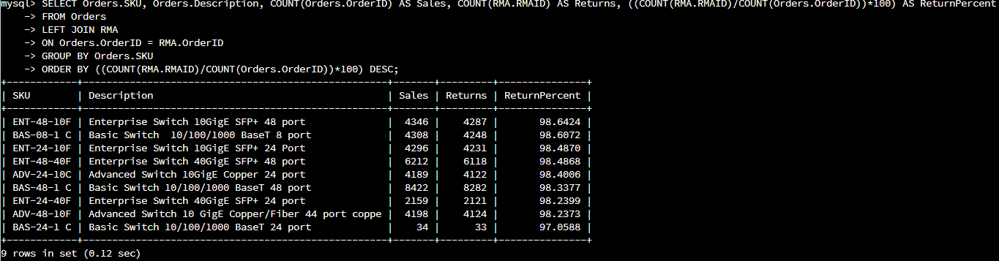 mysql> SELECT Orders.SKU, Orders.Description, COUNT(Orders.OrderID) AS Sales, COUNT(RMA.RMAID) AS Returns, ((COUNT(RMA.RMAID)/COUNT(Orders.OrderID))*100) AS ReturnPercent
    -> FROM Orders
    -> LEFT JOIN RMA
    -> ON Orders.OrderID = RMA.OrderID
    -> GROUP BY Orders.SKU
    -> ORDER BY ((COUNT(RMA.RMAID)/COUNT(Orders.OrderID))*100) DESC;
+------------+---------------------------------------------------+-------+---------+---------------+
| SKU        | Description                                       | Sales | Returns | ReturnPercent |
+------------+---------------------------------------------------+-------+---------+---------------+
| ENT-48-10F | Enterprise Switch 10GigE SFP+ 48 port             |  4346 |    4287 |       98.6424 |
| BAS-08-1 C | Basic Switch  10/100/1000 BaseT 8 port            |  4308 |    4248 |       98.6072 |
| ENT-24-10F | Enterprise Switch 10GigE SFP+ 24 Port             |  4296 |    4231 |       98.4870 |
| ENT-48-40F | Enterprise Switch 40GigE SFP+ 48 port             |  6212 |    6118 |       98.4868 |
| ADV-24-10C | Advanced Switch 10GigE Copper 24 port             |  4189 |    4122 |       98.4006 |
| BAS-48-1 C | Basic Switch 10/100/1000 BaseT 48 port            |  8422 |    8282 |       98.3377 |
| ENT-24-40F | Enterprise Switch 40GigE SFP+ 24 port             |  2159 |    2121 |       98.2399 |
| ADV-48-10F | Advanced Switch 10 GigE Copper/Fiber 44 port coppe |  4198 |    4124 |       98.2373 |
| BAS-24-1 C | Basic Switch 10/100/1000 BaseT 24 port            |    34 |      33 |       97.0588 |
+------------+---------------------------------------------------+-------+---------+---------------+
9 rows in set (0.12 sec)